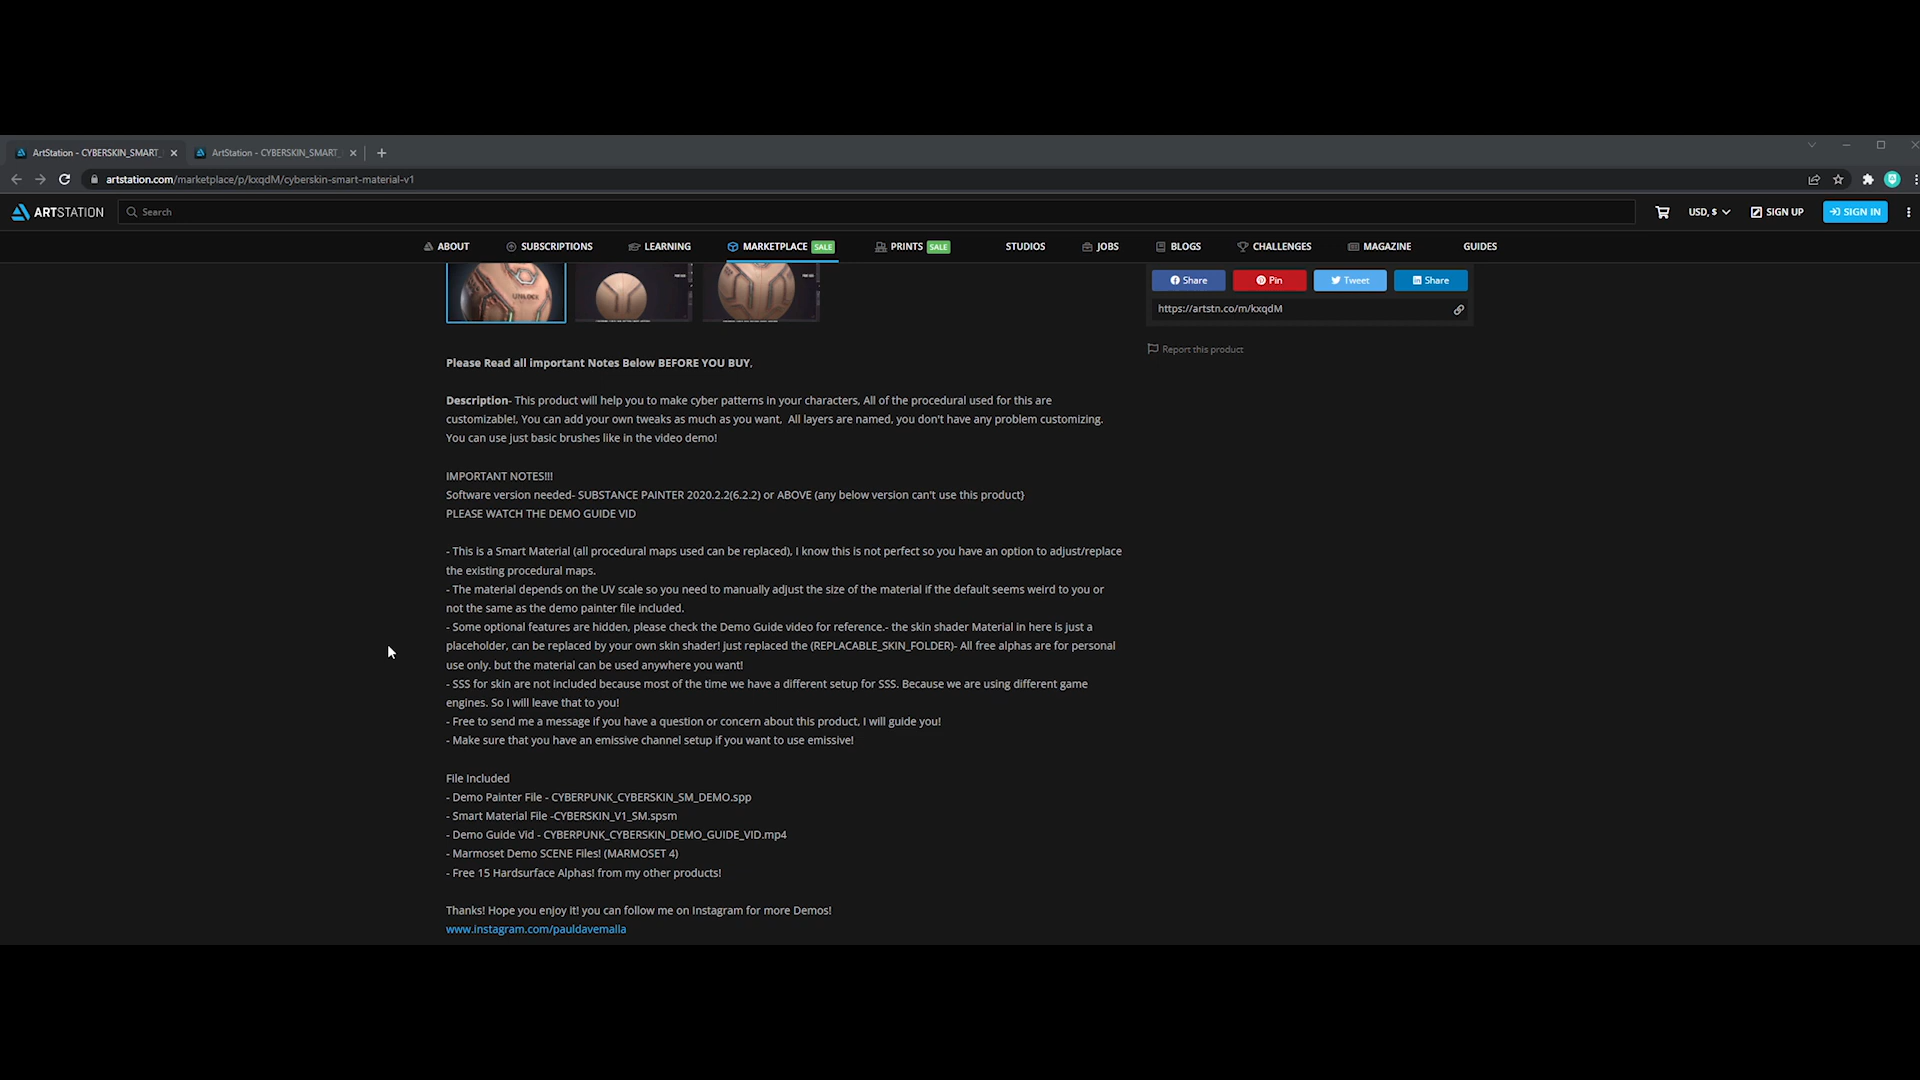 ArtStation - CYBERSKIN_SMART_
ArtStation - CYBERSKIN_SMART_
artstation.com/marketplace/p/kxqdM/cyberskin-smart-material-v1
ARTSTATION
Search
USD, $
SIGN UP
SIGN IN
ABOUT
SUBSCRIPTIONS
LEARNING
MARKETPLACE SALE
PRINTS SALE
STUDIOS
JOBS
BLOGS
CHALLENGES
MAGAZINE
GUIDES
UNLOCK
Share
Pin
Tweet
Share
https://artstn.co/m/kxqdM
Report this product
Please Read all important Notes Below BEFORE YOU BUY,
Description- This product will help you to make cyber patterns in your characters, All of the procedural used for this are
customizable!, You can add your own tweaks as much as you want,  All layers are named, you don't have any problem customizing.
You can use just basic brushes like in the video demo!
IMPORTANT NOTES!!!
Software version needed- SUBSTANCE PAINTER 2020.2.2(6.2.2) or ABOVE (any below version can't use this product}
PLEASE WATCH THE DEMO GUIDE VID
- This is a Smart Material (all procedural maps used can be replaced), I know this is not perfect so you have an option to adjust/replace
the existing procedural maps.
- The material depends on the UV scale so you need to manually adjust the size of the material if the default seems weird to you or
not the same as the demo painter file included.
- Some optional features are hidden, please check the Demo Guide video for reference.- the skin shader Material in here is just a
placeholder, can be replaced by your own skin shader! just replaced the (REPLACABLE_SKIN_FOLDER)- All free alphas are for personal
use only. but the material can be used anywhere you want!
- SSS for skin are not included because most of the time we have a different setup for SSS. Because we are using different game
engines. So I will leave that to you!
- Free to send me a message if you have a question or concern about this product, I will guide you!
- Make sure that you have an emissive channel setup if you want to use emissive!
File Included
- Demo Painter File - CYBERPUNK_CYBERSKIN_SM_DEMO.spp
- Smart Material File -CYBERSKIN_V1_SM.spsm
- Demo Guide Vid - CYBERPUNK_CYBERSKIN_DEMO_GUIDE_VID.mp4
- Marmoset Demo SCENE Files! (MARMOSET 4)
- Free 15 Hardsurface Alphas! from my other products!
Thanks! Hope you enjoy it! you can follow me on Instagram for more Demos!
www.instagram.com/pauldavemalla